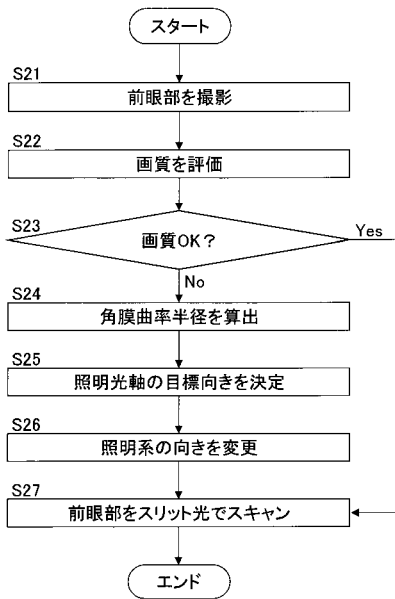 スタート
S21
前眼部を撮影
S22
画質を評価
S23
画質OK?
Yes
No
S24
角膜曲率半径を算出
S25
照明光軸の目標向きを決定
S26
照明系の向きを変更
S27
前眼部をスリット光でスキャン
エンド